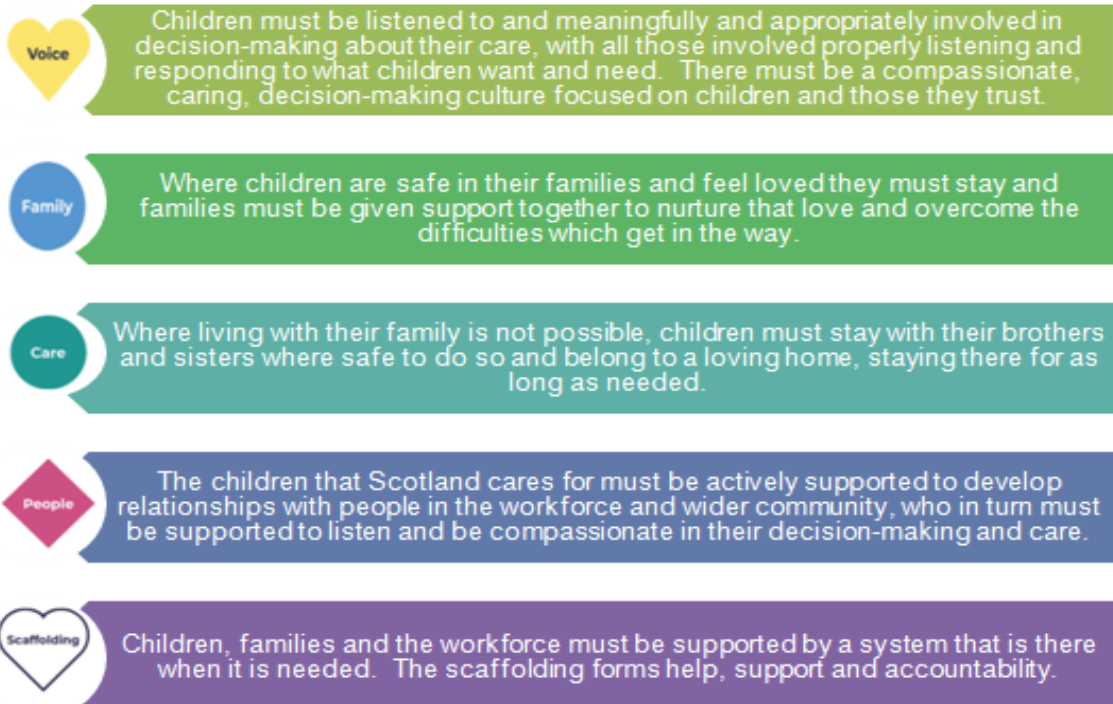 Voice
Children must be listened to and meaningfully and appropriately involved in
decision-making about their care, with all those involved properly listening and
responding to what children want and need.  There must be a compassionate,
caring, decision-making culture focused on children and those they trust.
Family
Where children are safe in their families and feel loved they must stay and
families must be given support together to nurture that love and overcome the
difficulties which get in the way.
Care
Where living with their family is not possible, children must stay with their brothers
and sisters where safe to do so and belong to a loving home, staying there for as
long as needed.
People
The children that Scotland cares for must be actively supported to develop
relationships with people in the workforce and wider community, who in turn must
be supported to listen and be compassionate in their decision-making and care.
Scaffolding
Children, families and the workforce must be supported by a system that is there
when it is needed.  The scaffolding forms help, support and accountability.